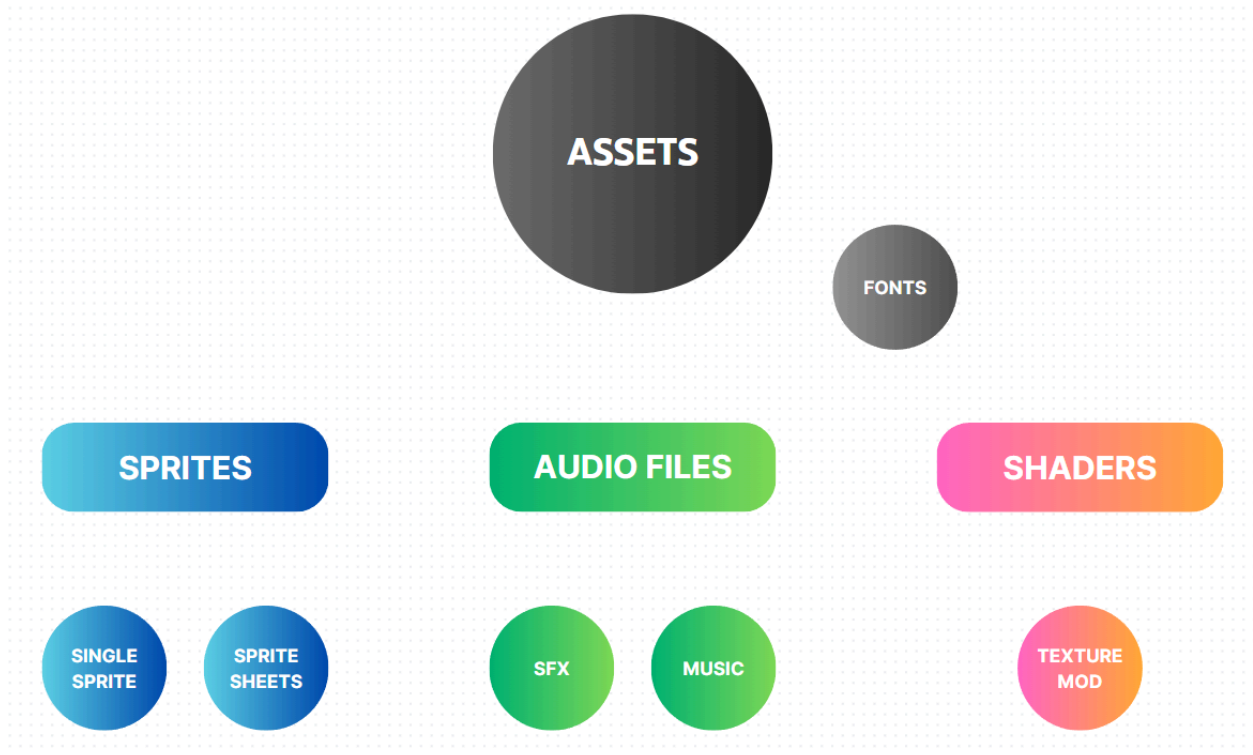 ASSETS
FONTS
SPRITES
AUDIO FILES
SHADERS
SINGLE
SPRITE
SPRITE
SHEETS
SFX
MUSIC
TEXTURE
MOD